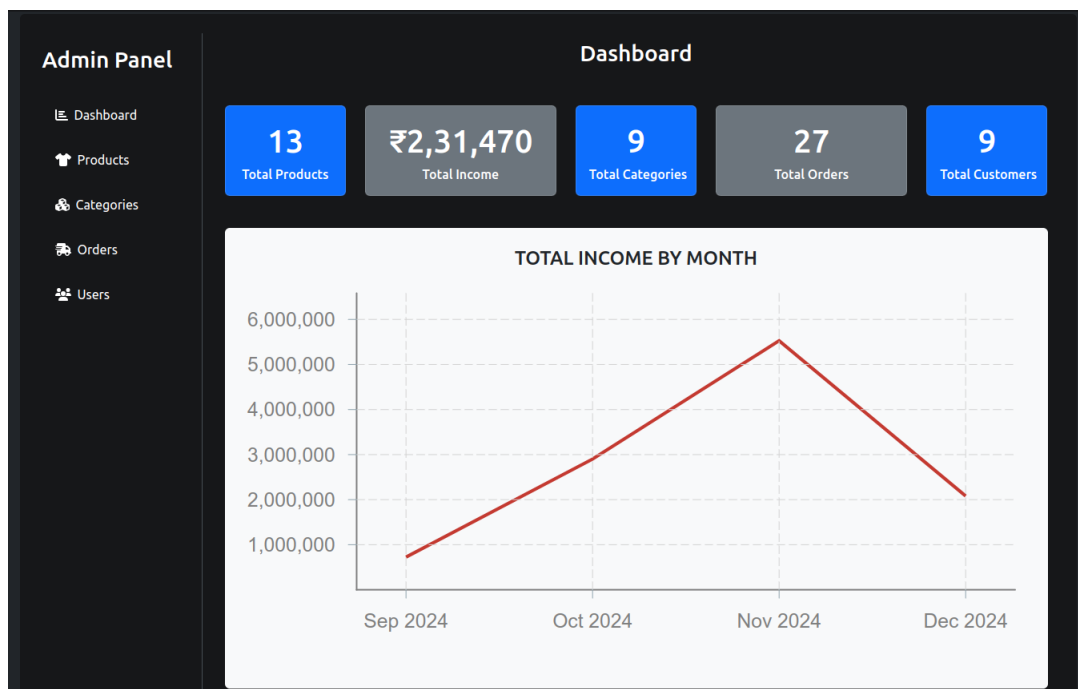 Admin Panel
Dashboard
Products
Categories
Orders
Users
Dashboard
13
Total Products
₹2,31,470
Total Income
9
Total Categories
27
Total Orders
9
Total Customers
TOTAL INCOME BY MONTH
6,000,000
5,000,000
4,000,000
3,000,000
2,000,000
1,000,000
Sep 2024 Oct 2024 Nov 2024 Dec 2024